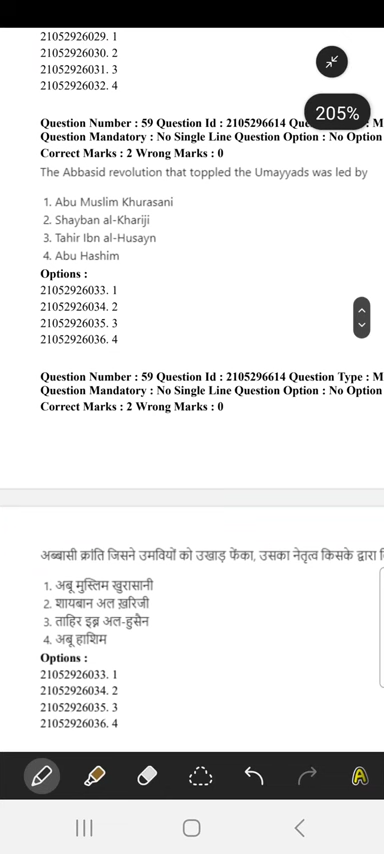 21052926029. 1
21052926030. 2
21052926031. 3
21052926032. 4
205%
Question Number : 59 Question Id : 2105296614 M
Question Mandatory : No Single Line Question Option : No Option
Correct Marks : 2 Wrong Marks : 0
The Abbasid revolution that toppled the Umayyads was led by
1. Abu Muslim Khurasani
2. Shayban al-Khariji
3. Tahir Ibn al-Husayn
4. Abu Hashim
Options :
21052926033. 1
21052926034. 2
21052926035. 3
21052926036. 4
Question Number : 59 Question Id : 2105296614 Question Type : M
Question Mandatory : No Single Line Question Option : No Option
Correct Marks : 2 Wrong Marks : 0
अब्बासी क्रांति जिसने उमवियों को उखाड़ फेंका, उसका नेतृत्व किसके द्वारा
1. अबू मुस्लिम खुरासानी
2. शायबान अल ख़रिजी
3. ताहिर इब्न अल-हुसैन
4. अबू हाशिम
Options :
21052926033. 1
21052926034. 2
21052926035. 3
21052926036. 4
A